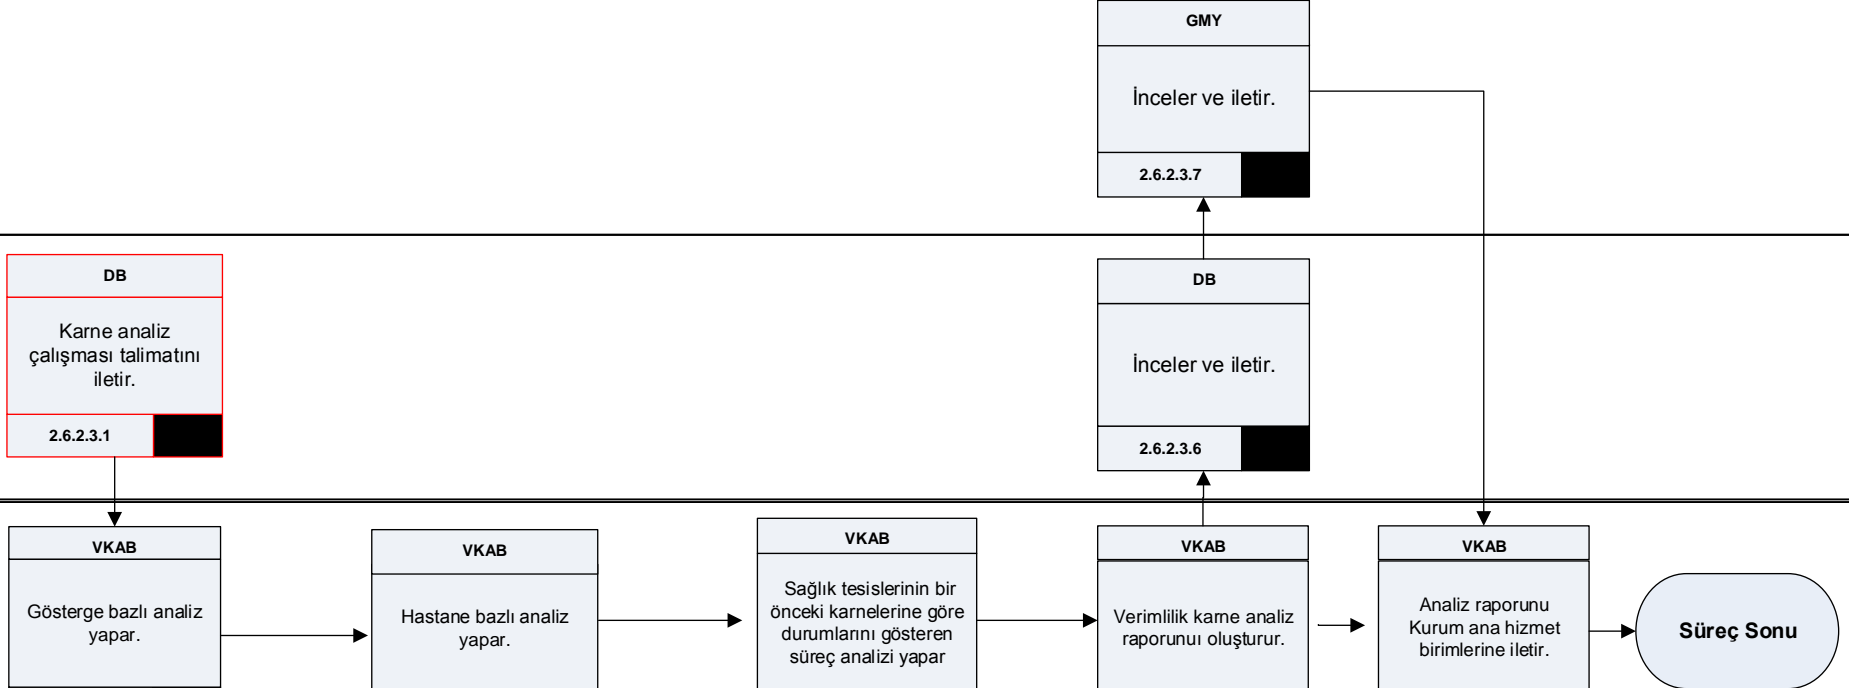 GMY
İnceler ve iletir.
2.6.2.3.7
DB
Karne analiz
çalışması talimatını
iletir.
2.6.2.3.1
DB
İnceler ve iletir.
2.6.2.3.6
VKAB
Gösterge bazlı analiz
yapar.
VKAB
Hastane bazlı analiz
yapar.
VKAB
Sağlık tesislerinin bir
önceki karnelerine göre
durumlarını gösteren
süreç analizi yapar
VKAB
Verimlilik karne analiz
raporunuı oluşturur.
VKAB
Analiz raporunu
Kurum ana hizmet
birimlerine iletir.
Süreç Sonu